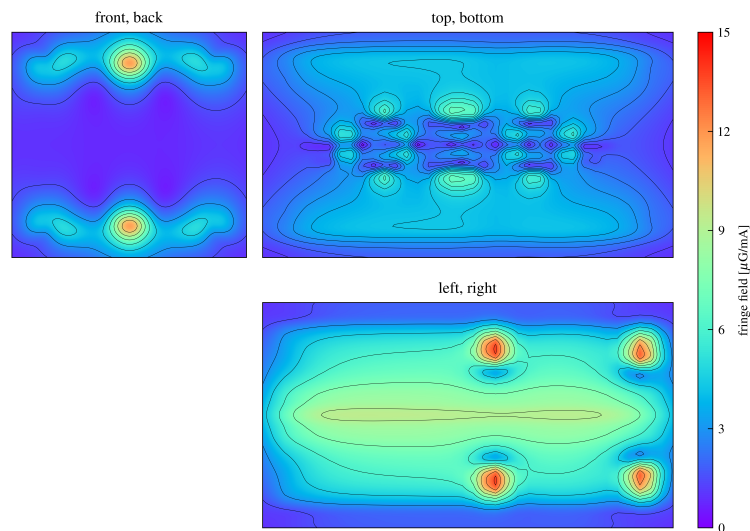 front, back
top, bottom
left, right
15
12
9
6
3
0
fringe field [μG/mA]